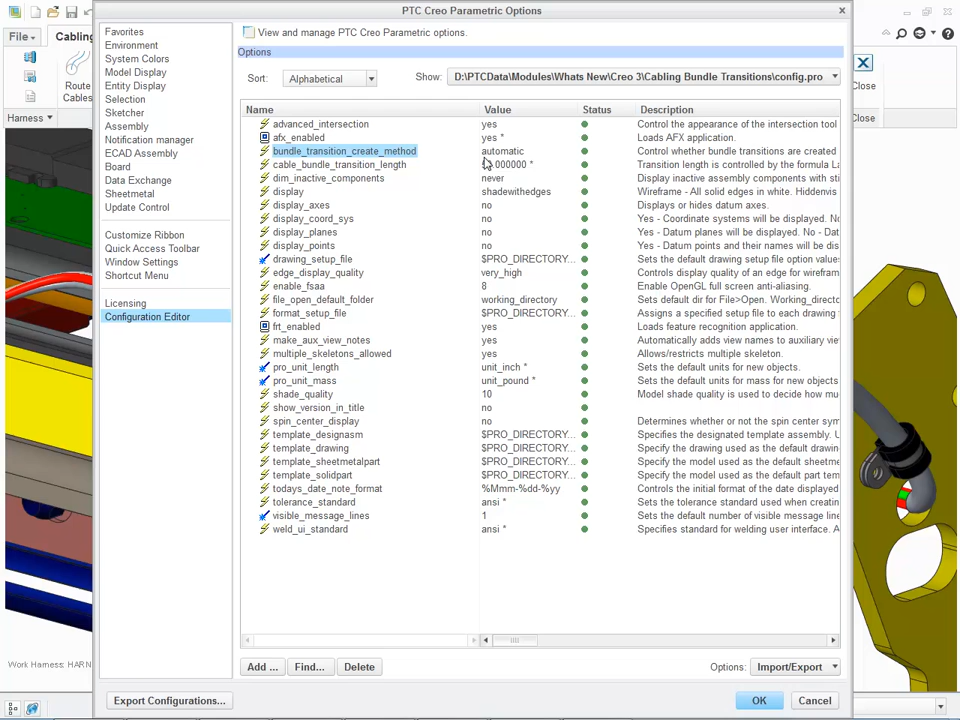 PTC Creo Parametric Options
File
Cabling
Route
Cables
Harness
Close
Close
Work Harness: HARN
Favorites
Environment
System Colors
Model Display
Entity Display
Selection
Sketcher
Assembly
Notification manager
ECAD Assembly
Board
Data Exchange
Sheetmetal
Update Control
Customize Ribbon
Quick Access Toolbar
Window Settings
Shortcut Menu
Licensing
Configuration Editor
View and manage PTC Creo Parametric options.
Options
Sort: Alphabetical Show: D:\PTCData\Modules\Whats New\Creo 3\Cabling Bundle Transitions\config.pro
Name Value Status Description
advanced_intersection yes Control the appearance of the intersection tool
afx_enabled yes * Loads AFX application.
bundle_transition_create_method automatic Control whether bundle transitions are created
cable_bundle_transition_length .000000 * Transition length is controlled by the formula La
dim_inactive_components never Display inactive assembly components with sti
display shadewithedges Wireframe - All solid edges in white. Hiddenvis
display_axes no Displays or hides datum axes.
display_coord_sys no Yes - Coordinate systems will be displayed. No
display_planes no Yes - Datum planes will be displayed. No - Dat
display_points no Yes - Datum points and their names will be dis
drawing_setup_file $PRO_DIRECTORY... Sets the default drawing setup file option values
edge_display_quality very_high Controls display quality of an edge for wirefram
enable_fsaa 8 Enable OpenGL full screen anti-aliasing.
file_open_default_folder working_directory Sets default dir for File>Open. Working_directo
format_setup_file $PRO_DIRECTORY... Assigns a specified setup file to each drawing
frt_enabled yes Loads feature recognition application.
make_aux_view_notes yes Automatically adds view names to auxiliary vie
multiple_skeletons_allowed yes Allows/restricts multiple skeleton.
pro_unit_length unit_inch * Sets the default units for new objects.
pro_unit_mass unit_pound * Sets the default units for mass for new objects
shade_quality 10 Model shade quality is used to decide how mu
show_version_in_title no
spin_center_display no Determines whether or not the spin center sym
template_designasm $PRO_DIRECTORY... Specifies the designated template assembly. U
template_drawing $PRO_DIRECTORY... Specify the drawing used as the default drawin
template_sheetmetalpart $PRO_DIRECTORY... Specify the model used as the default sheetme
template_solidpart $PRO_DIRECTORY... Specify the model used as the default part tem
todays_date_note_format %Mmm-%dd-%yy Controls the initial format of the date displayed
tolerance_standard ansi * Sets the tolerance standard used when creating
visible_message_lines 1 Sets the default number of visible message line
weld_ui_standard ansi * Specifies standard for welding user interface. A
Add ... Find... Delete Options: Import/Export
Export Configurations... OK Cancel